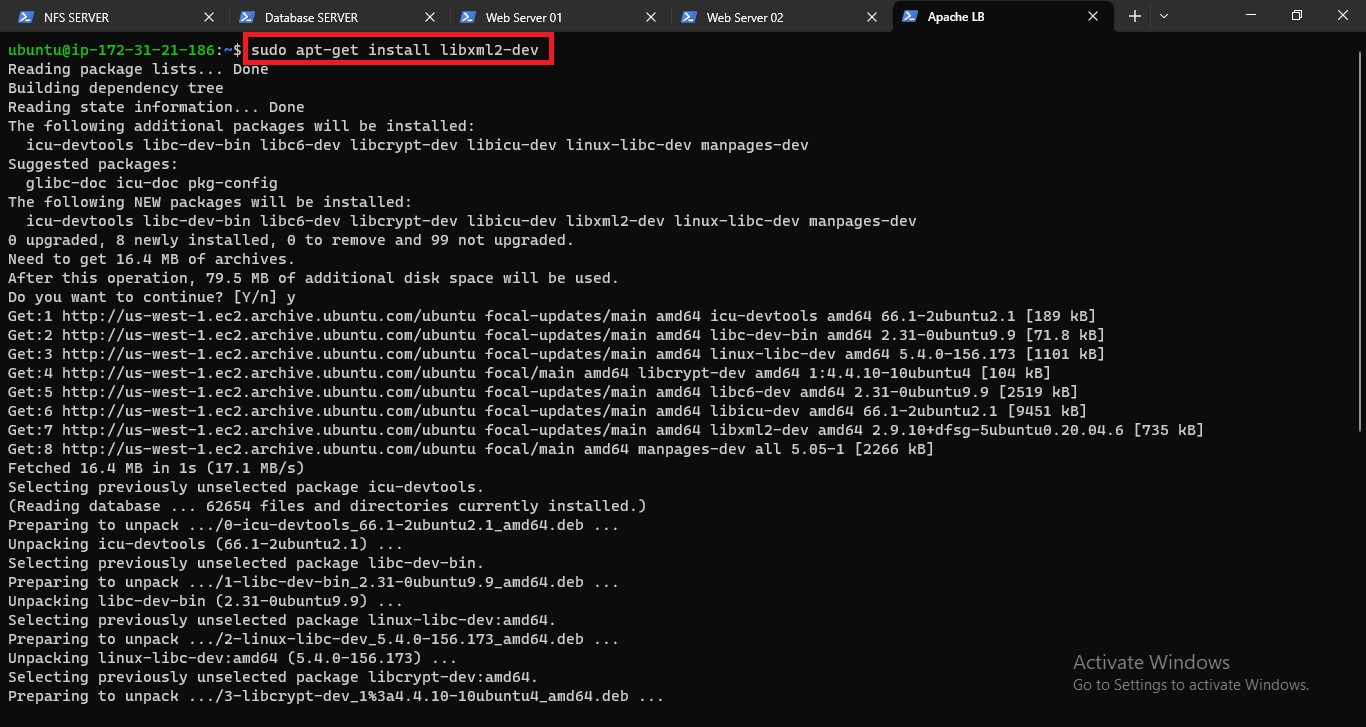 NFS SERVER
Database SERVER
Web Server 01
Web Server 02
Apache LB
ubuntu@ip-172-31-21-186:~$ sudo apt-get install libxml2-dev
Reading package lists... Done
Building dependency tree
Reading state information... Done
The following additional packages will be installed:
  icu-devtools libc-dev-bin libc6-dev libcrypt-dev libicu-dev linux-libc-dev manpages-dev
Suggested packages:
  glibc-doc icu-doc pkg-config
The following NEW packages will be installed:
  icu-devtools libc-dev-bin libc6-dev libcrypt-dev libicu-dev libxml2-dev linux-libc-dev manpages-dev
0 upgraded, 8 newly installed, 0 to remove and 99 not upgraded.
Need to get 16.4 MB of archives.
After this operation, 79.5 MB of additional disk space will be used.
Do you want to continue? [Y/n] y
Get:1 http://us-west-1.ec2.archive.ubuntu.com/ubuntu focal-updates/main amd64 icu-devtools amd64 66.1-2ubuntu2.1 [189 kB]
Get:2 http://us-west-1.ec2.archive.ubuntu.com/ubuntu focal-updates/main amd64 libc-dev-bin amd64 2.31-0ubuntu9.9 [71.8 kB]
Get:3 http://us-west-1.ec2.archive.ubuntu.com/ubuntu focal-updates/main amd64 linux-libc-dev amd64 5.4.0-156.173 [1101 kB]
Get:4 http://us-west-1.ec2.archive.ubuntu.com/ubuntu focal/main amd64 libcrypt-dev amd64 1:4.4.10-10ubuntu4 [104 kB]
Get:5 http://us-west-1.ec2.archive.ubuntu.com/ubuntu focal-updates/main amd64 libc6-dev amd64 2.31-0ubuntu9.9 [2519 kB]
Get:6 http://us-west-1.ec2.archive.ubuntu.com/ubuntu focal-updates/main amd64 libicu-dev amd64 66.1-2ubuntu2.1 [9451 kB]
Get:7 http://us-west-1.ec2.archive.ubuntu.com/ubuntu focal-updates/main amd64 libxml2-dev amd64 2.9.10+dfsg-5ubuntu0.20.04.6 [735 kB]
Get:8 http://us-west-1.ec2.archive.ubuntu.com/ubuntu focal/main amd64 manpages-dev all 5.05-1 [2266 kB]
Fetched 16.4 MB in 1s (17.1 MB/s)
Selecting previously unselected package icu-devtools.
(Reading database ... 62654 files and directories currently installed.)
Preparing to unpack .../0-icu-devtools_66.1-2ubuntu2.1_amd64.deb ...
Unpacking icu-devtools (66.1-2ubuntu2.1) ...
Selecting previously unselected package libc-dev-bin.
Preparing to unpack .../1-libc-dev-bin_2.31-0ubuntu9.9_amd64.deb ...
Unpacking libc-dev-bin (2.31-0ubuntu9.9) ...
Selecting previously unselected package linux-libc-dev:amd64.
Preparing to unpack .../2-linux-libc-dev_5.4.0-156.173_amd64.deb ...
Unpacking linux-libc-dev:amd64 (5.4.0-156.173) ...
Selecting previously unselected package libcrypt-dev:amd64.
Preparing to unpack .../3-libcrypt-dev_1%3a4.4.10-10ubuntu4_amd64.deb ...
Activate Windows
Go to Settings to activate Windows.